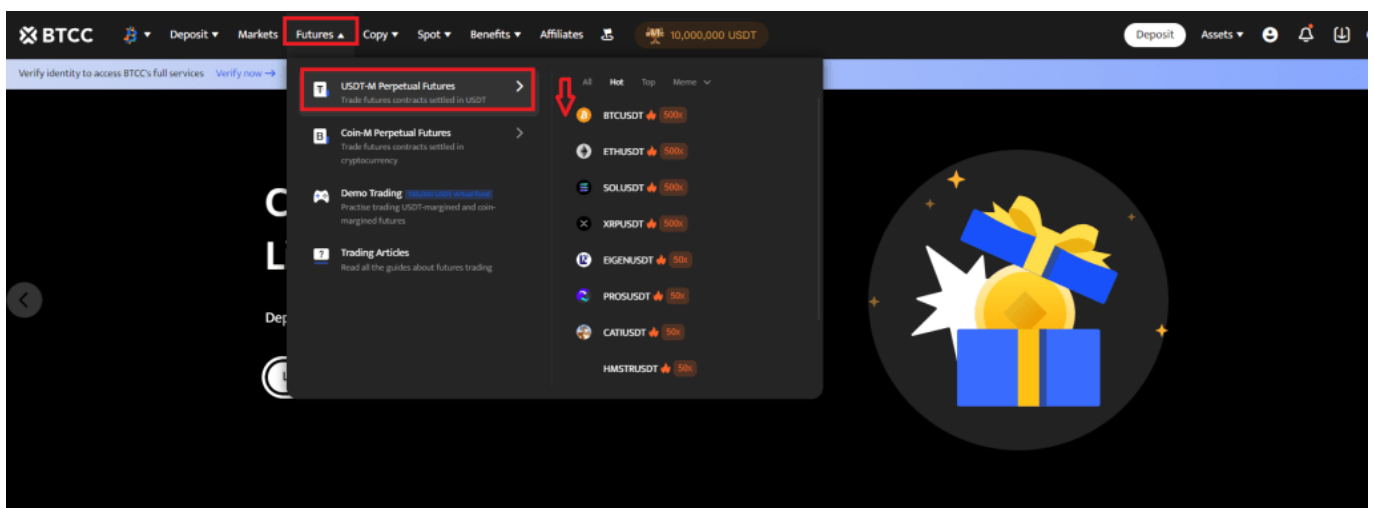 BTCC
Deposit
Markets
Futures
Copy
Spot
Benefits
Affiliates
10,000,000 USDT
Deposit
Assets
Verify identity to access BTCC's full services Verify now →
USDT-M Perpetual Futures
Trade futures contracts settled in USDT
Coin-M Perpetual Futures
Trade futures contracts settled in
cryptocurrency
Demo Trading
Practise trading USDT-margined and coin-
margined futures
Trading Articles
Read all the guides about futures trading
All Hot Top Meme
BTCUSDT 500x
ETHUSDT 500x
SOLUSDT 500x
XRPUSDT 500x
EIGENUSDT 50x
PROSUSDT 50x
CATIUSDT 50x
HMSTRUSDT 50x
C
Li
Dep